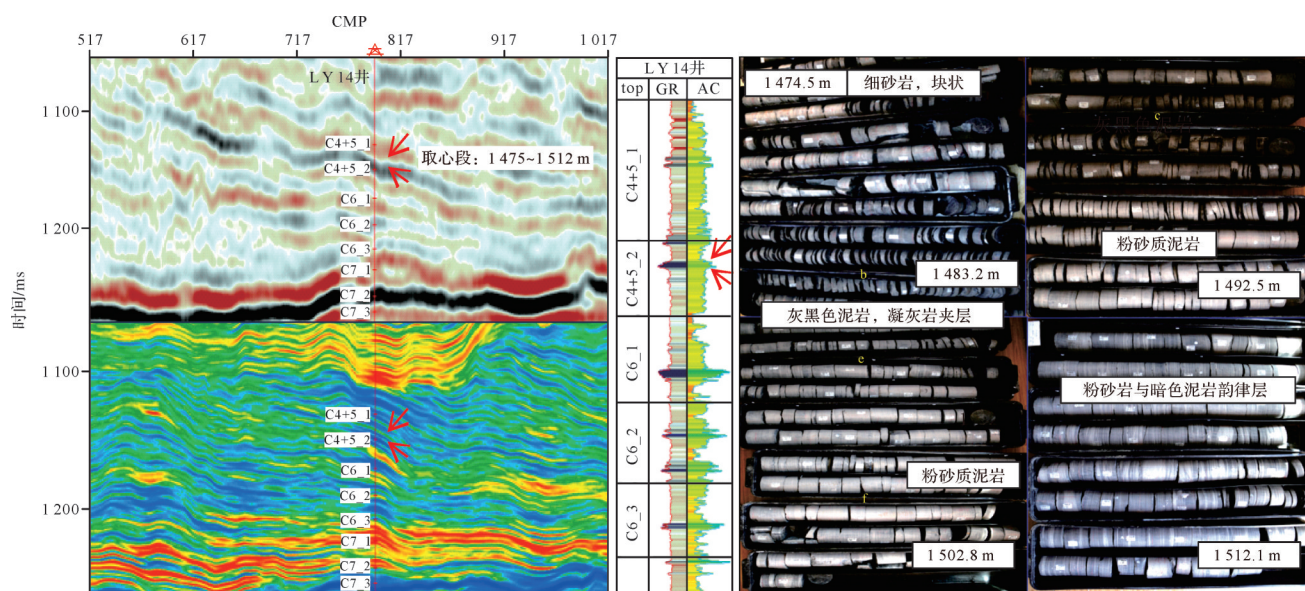 CMP
517 617 717 817 917 1 017
LY 14井
1 100
C4+5_1
取心段：1 475~1 512 m
C4+5_2
C6_1
1 200
C6_2
C6_3
C7_1
C7_2
C7_3
时间/ms
1 100
C4+5_1
C4+5_2
C6_1
C6_2
1 200
C6_3
C7_1
C7_2
C7_3
LY 14井
top GR AC
C4+5_1
C4+5_2
C6_1
C6_2
C6_3
1 474.5 m
细砂岩，块状
b
1 483.2 m
灰黑色泥岩，凝灰岩夹层
e
粉砂质泥岩
f
1 502.8 m
c
粉砂质泥岩
1 492.5 m
粉砂岩与暗色泥岩韵律层
1 512.1 m